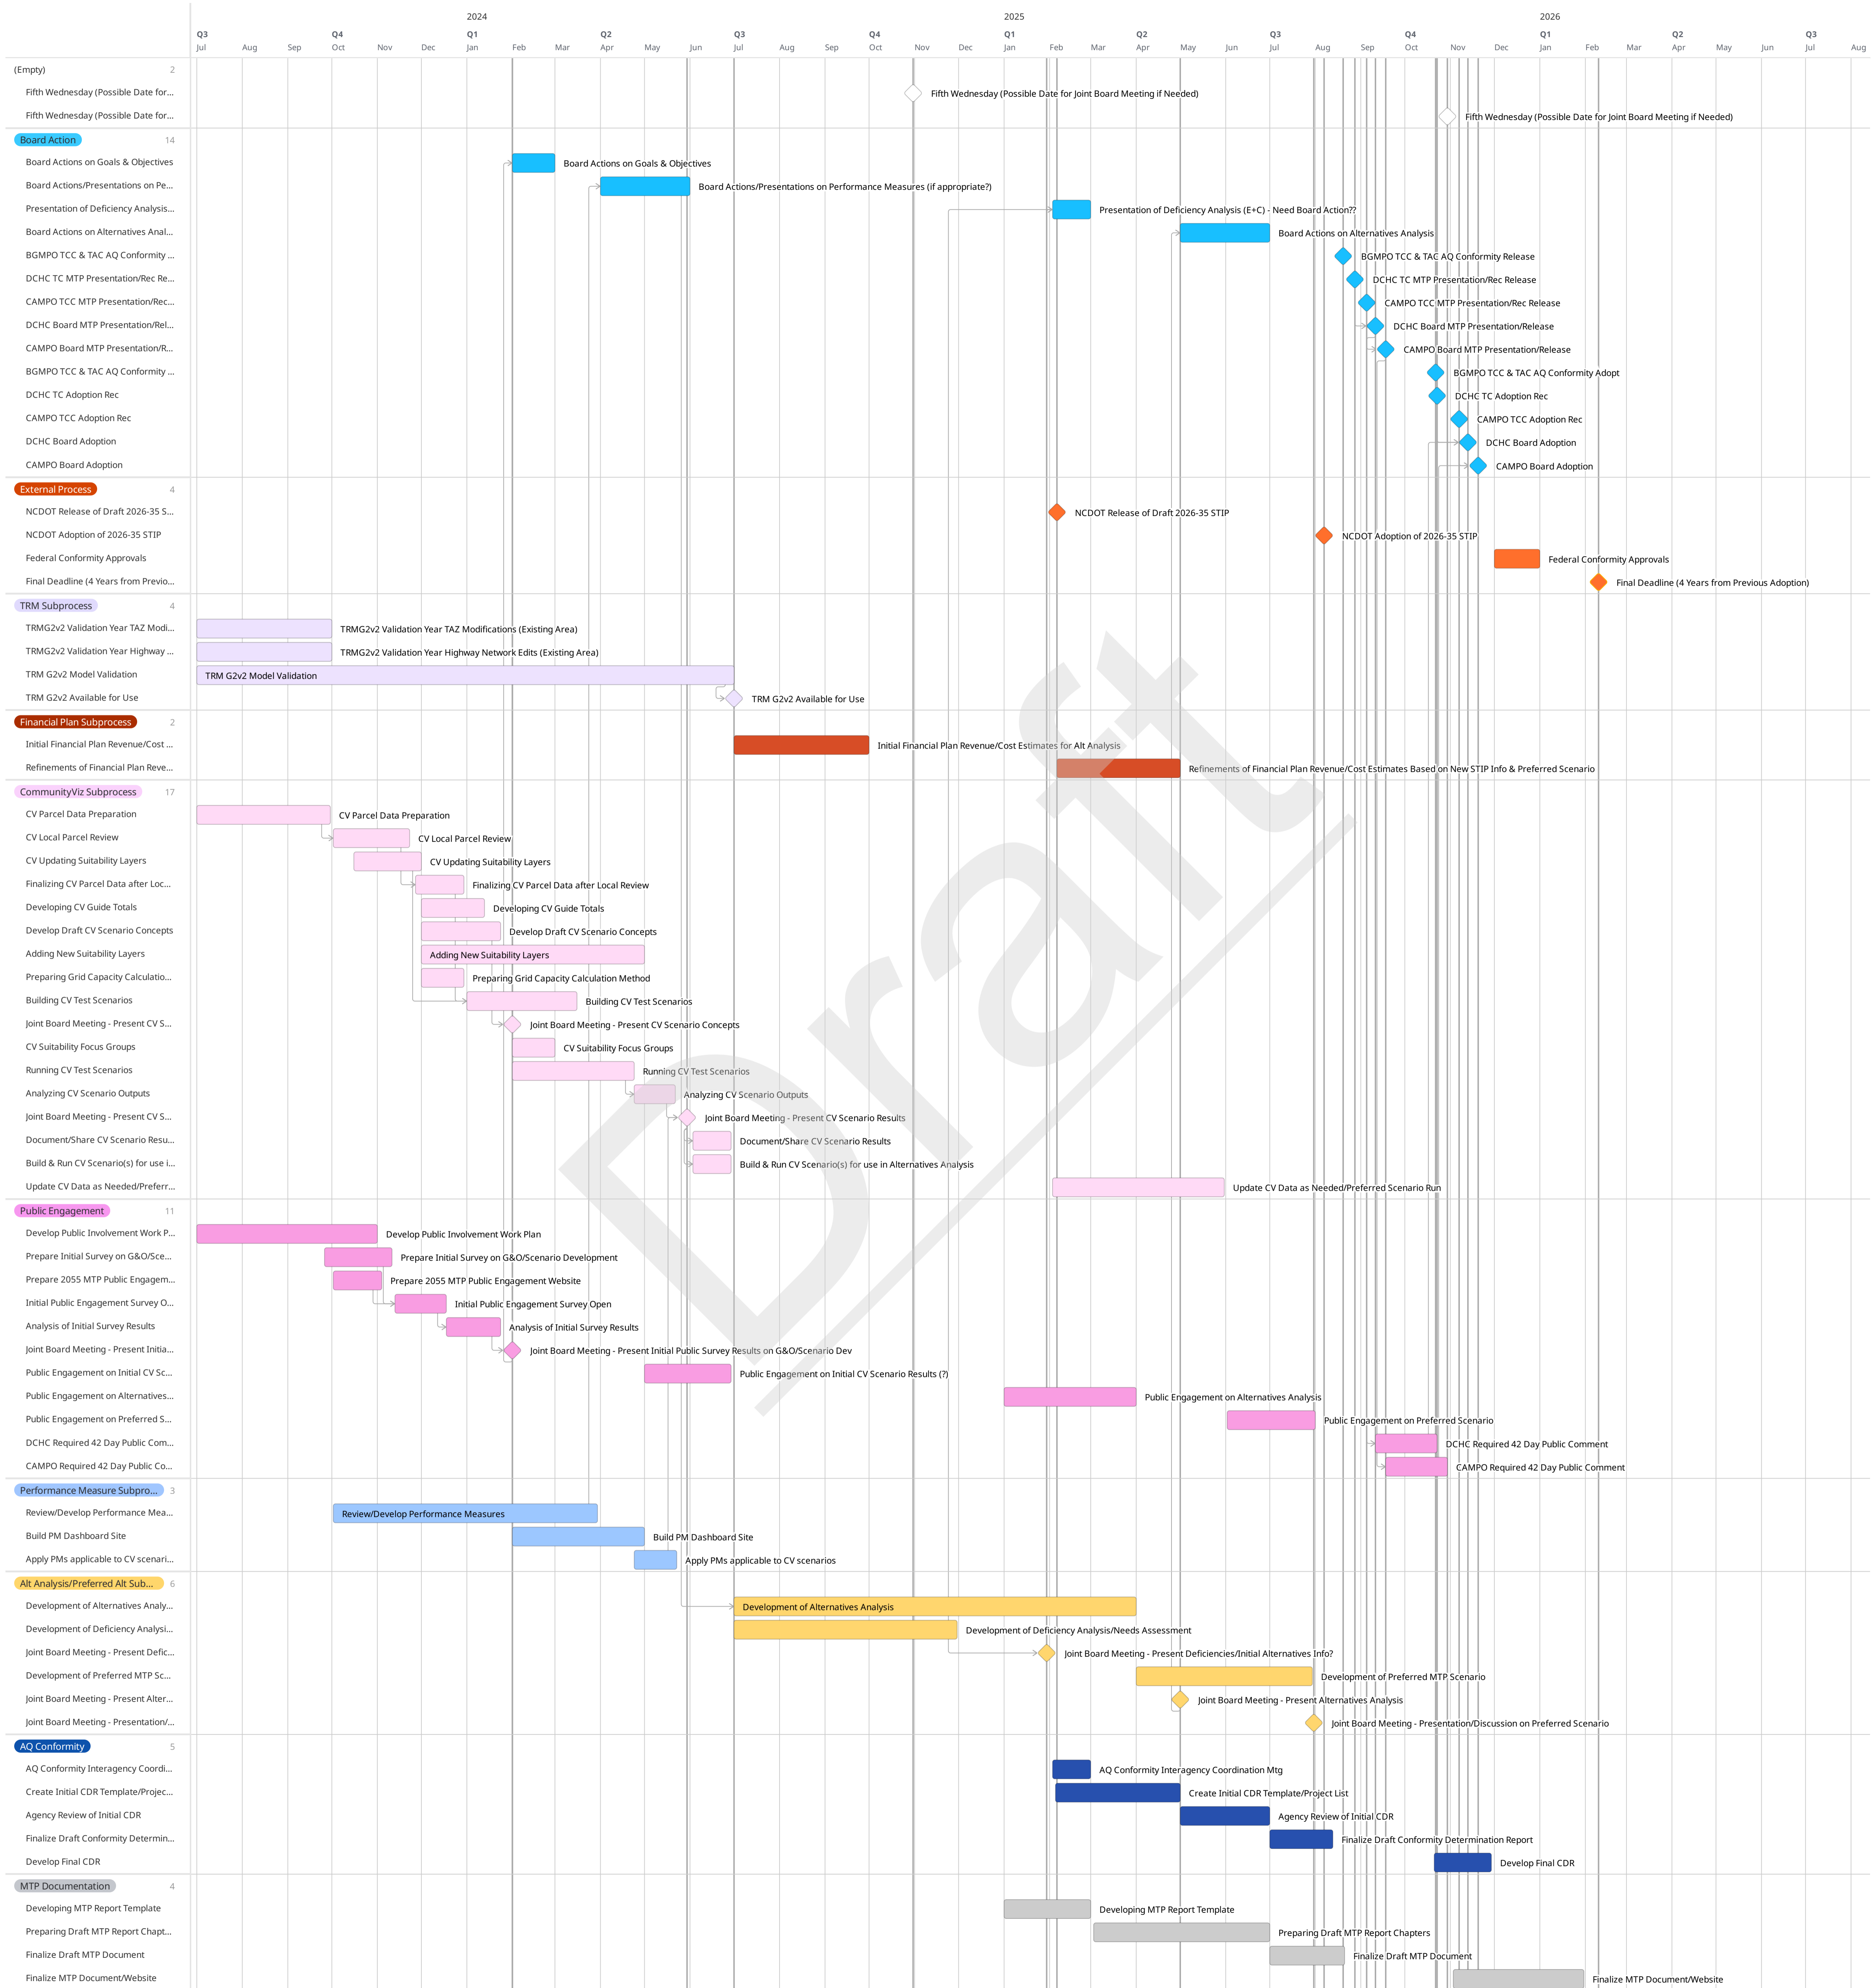 2024 2025 2026
Q3 Q4 Q1 Q2 Q3 Q4 Q1 Q2 Q3 Q4 Q1 Q2 Q3
Jul Aug Sep Oct Nov Dec Jan Feb Mar Apr May Jun Jul Aug Sep Oct Nov Dec Jan Feb Mar Apr May Jun Jul Aug Sep Oct Nov Dec Jan Feb Mar Apr May Jun Jul Aug
(Empty) 2
Fifth Wednesday (Possible Date for... Fifth Wednesday (Possible Date for Joint Board Meeting if Needed)
Fifth Wednesday (Possible Date for... Fifth Wednesday (Possible Date for Joint Board Meeting if Needed)
Board Action 14
Board Actions on Goals & Objectives Board Actions on Goals & Objectives
Board Actions/Presentations on Pe... Board Actions/Presentations on Performance Measures (if appropriate?)
Presentation of Deficiency Analysis... Presentation of Deficiency Analysis (E+C) - Need Board Action??
Board Actions on Alternatives Anal... Board Actions on Alternatives Analysis
BGMPO TCC & TAC AQ Conformity ... BGMPO TCC & TAC AQ Conformity Release
DCHC TC MTP Presentation/Rec Re... DCHC TC MTP Presentation/Rec Release
CAMPO TCC MTP Presentation/Rec... CAMPO TCC MTP Presentation/Rec Release
DCHC Board MTP Presentation/Rel... DCHC Board MTP Presentation/Release
CAMPO Board MTP Presentation/R... CAMPO Board MTP Presentation/Release
BGMPO TCC & TAC AQ Conformity ... BGMPO TCC & TAC AQ Conformity Adopt
DCHC TC Adoption Rec DCHC TC Adoption Rec
CAMPO TCC Adoption Rec CAMPO TCC Adoption Rec
DCHC Board Adoption DCHC Board Adoption
CAMPO Board Adoption CAMPO Board Adoption
External Process 4
NCDOT Release of Draft 2026-35 S... NCDOT Release of Draft 2026-35 STIP
NCDOT Adoption of 2026-35 STIP NCDOT Adoption of 2026-35 STIP
Federal Conformity Approvals Federal Conformity Approvals
Final Deadline (4 Years from Previo... Final Deadline (4 Years from Previous Adoption)
TRM Subprocess 4
TRMG2v2 Validation Year TAZ Modi... TRMG2v2 Validation Year TAZ Modifications (Existing Area)
TRMG2v2 Validation Year Highway ... TRMG2v2 Validation Year Highway Network Edits (Existing Area)
TRM G2v2 Model Validation TRM G2v2 Model Validation
TRM G2v2 Available for Use TRM G2v2 Available for Use
Financial Plan Subprocess 2
Initial Financial Plan Revenue/Cost ... Initial Financial Plan Revenue/Cost Estimates for Alt Analysis
Refinements of Financial Plan Reve... Refinements of Financial Plan Revenue/Cost Estimates Based on New STIP Info & Preferred Scenario
CommunityViz Subprocess 17
CV Parcel Data Preparation CV Parcel Data Preparation
CV Local Parcel Review CV Local Parcel Review
CV Updating Suitability Layers CV Updating Suitability Layers
Finalizing CV Parcel Data after Loc... Finalizing CV Parcel Data after Local Review
Developing CV Guide Totals Developing CV Guide Totals
Develop Draft CV Scenario Concepts Develop Draft CV Scenario Concepts
Adding New Suitability Layers Adding New Suitability Layers
Preparing Grid Capacity Calculatio... Preparing Grid Capacity Calculation Method
Building CV Test Scenarios Building CV Test Scenarios
Joint Board Meeting - Present CV S... Joint Board Meeting - Present CV Scenario Concepts
CV Suitability Focus Groups CV Suitability Focus Groups
Running CV Test Scenarios Running CV Test Scenarios
Analyzing CV Scenario Outputs Analyzing CV Scenario Outputs
Joint Board Meeting - Present CV S... Joint Board Meeting - Present CV Scenario Results
Document/Share CV Scenario Resu... Document/Share CV Scenario Results
Build & Run CV Scenario(s) for use i... Build & Run CV Scenario(s) for use in Alternatives Analysis
Update CV Data as Needed/Preferr... Update CV Data as Needed/Preferred Scenario Run
Public Engagement 11
Develop Public Involvement Work P... Develop Public Involvement Work Plan
Prepare Initial Survey on G&O/Sce... Prepare Initial Survey on G&O/Scenario Development
Prepare 2055 MTP Public Engagem... Prepare 2055 MTP Public Engagement Website
Initial Public Engagement Survey O... Initial Public Engagement Survey Open
Analysis of Initial Survey Results Analysis of Initial Survey Results
Joint Board Meeting - Present Initia... Joint Board Meeting - Present Initial Public Survey Results on G&O/Scenario Dev
Public Engagement on Initial CV Sc... Public Engagement on Initial CV Scenario Results (?)
Public Engagement on Alternatives... Public Engagement on Alternatives Analysis
Public Engagement on Preferred S... Public Engagement on Preferred Scenario
DCHC Required 42 Day Public Com... DCHC Required 42 Day Public Comment
CAMPO Required 42 Day Public Co... CAMPO Required 42 Day Public Comment
Performance Measure Subpro... 3
Review/Develop Performance Mea... Review/Develop Performance Measures
Build PM Dashboard Site Build PM Dashboard Site
Apply PMs applicable to CV scenari... Apply PMs applicable to CV scenarios
Alt Analysis/Preferred Alt Sub... 6
Development of Alternatives Analy... Development of Alternatives Analysis
Development of Deficiency Analysi... Development of Deficiency Analysis/Needs Assessment
Joint Board Meeting - Present Defic... Joint Board Meeting - Present Deficiencies/Initial Alternatives Info?
Development of Preferred MTP Sc... Development of Preferred MTP Scenario
Joint Board Meeting - Present Alter... Joint Board Meeting - Present Alternatives Analysis
Joint Board Meeting - Presentation/... Joint Board Meeting - Presentation/Discussion on Preferred Scenario
AQ Conformity 5
AQ Conformity Interagency Coordi... AQ Conformity Interagency Coordination Mtg
Create Initial CDR Template/Projec... Create Initial CDR Template/Project List
Agency Review of Initial CDR Agency Review of Initial CDR
Finalize Draft Conformity Determin... Finalize Draft Conformity Determination Report
Develop Final CDR Develop Final CDR
MTP Documentation 4
Developing MTP Report Template Developing MTP Report Template
Preparing Draft MTP Report Chapt... Preparing Draft MTP Report Chapters
Finalize Draft MTP Document Finalize Draft MTP Document
Finalize MTP Document/Website Finalize MTP Document/Website
Draft